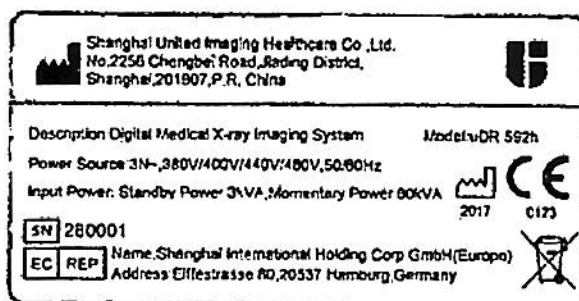 Shanghai United Imaging Healthcare Co.,Ltd.
No.2258 Chengbei Road,Jiading District,
Shanghai,201807,P.R. China
Description Digital Medical X-ray Imaging System Model:uDR 592h
Power Source:3N~,380V/400V/440V/480V,50/60Hz
Input Power: Standby Power 3kVA,Momentary Power 80kVA
2017 0123
SN 280001
EC REP Name:Shanghai International Holding Corp GmbH(Europe)
Address:Eiffestrasse 80,20537 Hamburg,Germany